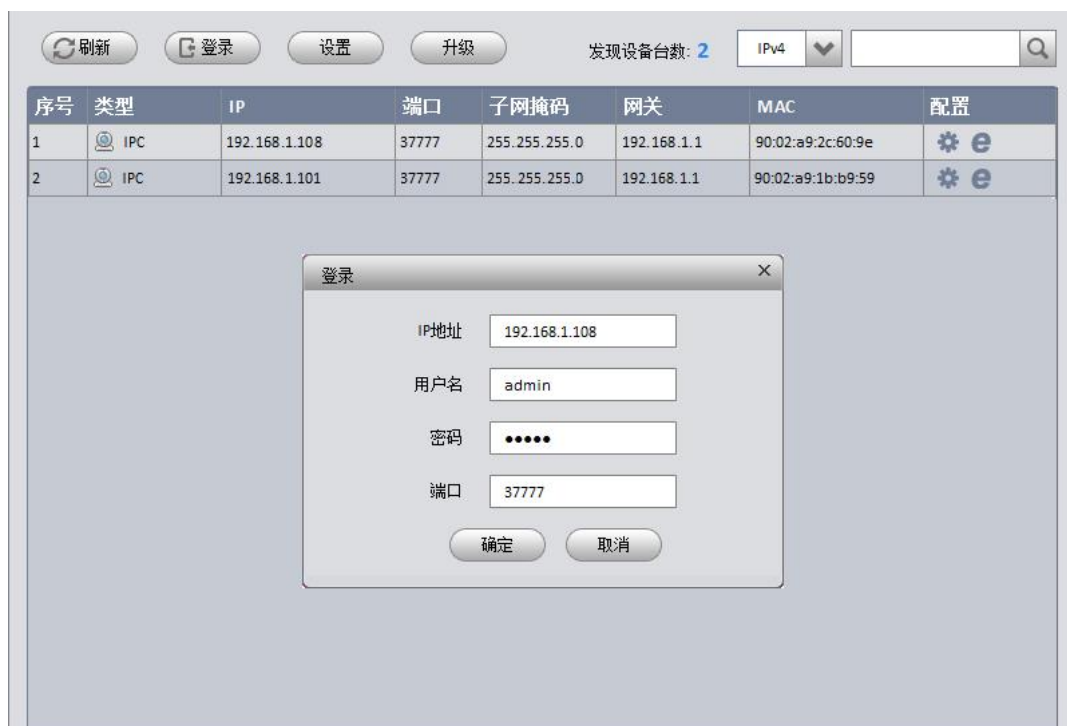 刷新 登录 设置 升级 发现设备台数: 2 IPv4
序号 类型 IP 端口 子网掩码 网关 MAC 配置
1 IPC 192.168.1.108 37777 255.255.255.0 192.168.1.1 90:02:a9:2c:60:9e
2 IPC 192.168.1.101 37777 255.255.255.0 192.168.1.1 90:02:a9:1b:b9:59
登录
IP地址 192.168.1.108
用户名 admin
密码 •••••
端口 37777
确定 取消